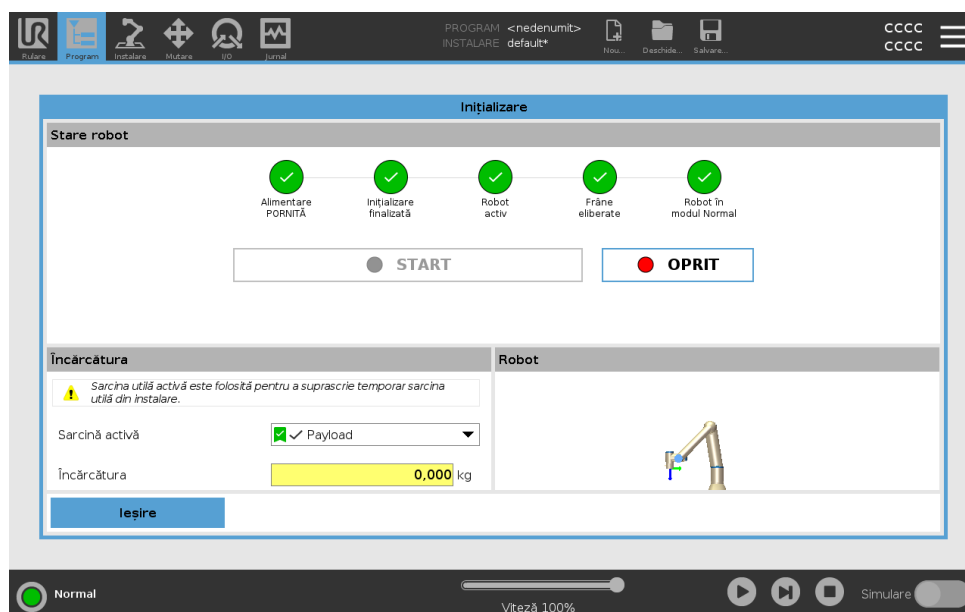 UR
PROGRAM <nedenumit>
INSTALARE default*
CCCC
CCCC
Rulare Program Instalare Mutare I/O Jurnal Nou... Deschide... Salvare...
Inițializare
Stare robot
Alimentare
PORNITĂ
Inițializare
finalizată
Robot
activ
Frâne
eliberate
Robot în
modul Normal
START
OPRIT
Încărcătura
Robot
Sarcina utilă activă este folosită pentru a suprascrie temporar sarcina
utilă din instalare.
Sarcină activă
Payload
Încărcătura
0,000 kg
Ieșire
Normal
Viteză 100%
Simulare